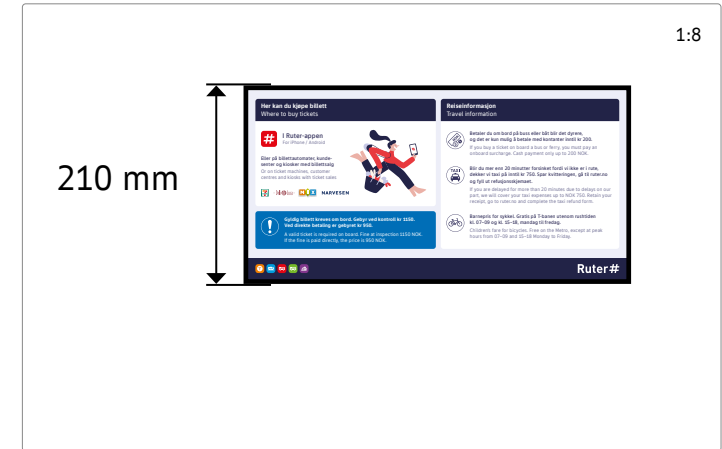 1:8
210 mm
Her kan du kjøpe billett
Where to buy tickets
I Ruter-appen
For iPhone / android
Eller på billettautomater, kunde-
senter og kiosker med billettsalg
Or on ticket machines, customer
centres and kiosks with ticket sales
NARVESEN
Gyldig billett kreves om bord. Gebyr ved kontroll kr 1150.
Ved direkte betaling er gebyret kr 950.
A valid ticket is required on board. Fine at inspection 1150 NOK.
If the fine is paid directly, the price is 950 NOK.
Reiseinformasjon
Travel information
Betaler du om bord på buss eller båt blir det dyrere,
og det er kun mulig å betale med kontanter inntil kr 200.
If you buy a ticket on board a bus or ferry, you must pay an
onboard surcharge. Cash payment only up to 200 NOK.
TAXI
Blir du mer enn 20 minutter forsinket fordi vi ikke er i rute,
dekker vi taxi på inntil kr 750. Spar kvitteringen, gå til ruter.no
og fyll ut refusjonsskjemaet.
If you are delayed for more than 20 minutes due to delays on our
part, we will cover your taxi expenses up to NOK 750. Retain your
receipt, go to ruter.no and complete the taxi refund form.
Barnepris for sykkel. Gratis på T-baner utenom rushtiden
kl. 07–09 og kl. 15–18, mandag til fredag.
Children's fare for bicycles. Free on the Metro, except at peak
hours from 07–09 and 15–18 Monday to Friday.
Ruter#